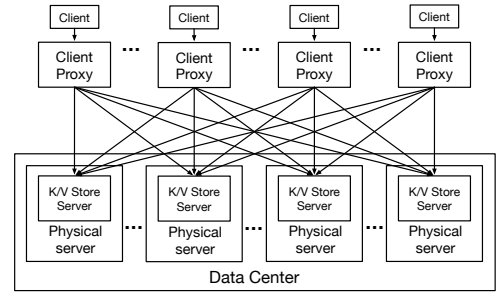 Client Client Client Client
... ... ...
Client Client Client Client
Proxy Proxy Proxy Proxy
K/V Store K/V Store K/V Store K/V Store
Server Server Server Server
... ... ...
Physical Physical Physical Physical
server server server server
Data Center